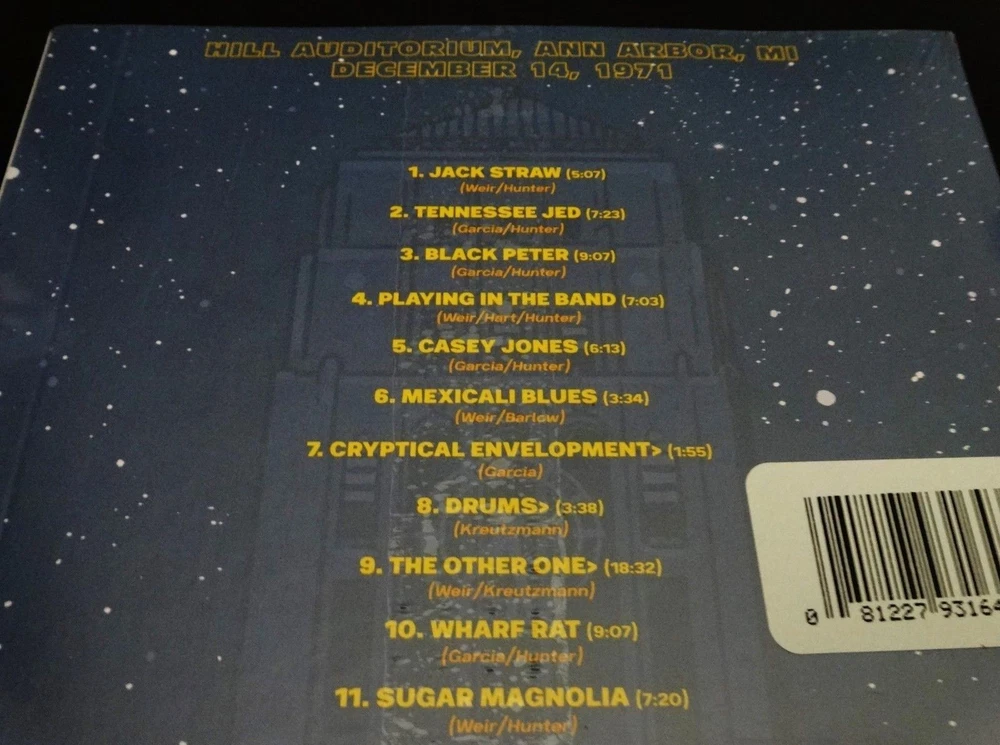 HILL AUDITORIUM, ANN ARBOR, MI
DECEMBER 14, 1971
1. JACK STRAW (5:07)
(Weir/Hunter)
2. TENNESSEE JED (7:23)
(Garcia/Hunter)
3. BLACK PETER (9:07)
(Garcia/Hunter)
4. PLAYING IN THE BAND (7:03)
(Weir/Hart/Hunter)
5. CASEY JONES (6:13)
(Garcia/Hunter)
6. MEXICALI BLUES (3:34)
(Weir/Barlow)
7. CRYPTICAL ENVELOPMENT> (1:55)
(Garcia)
8. DRUMS> (3:38)
(Kreutzmann)
9. THE OTHER ONE> (18:32)
(Weir/Kreutzmann)
10. WHARF RAT (9:07)
(Garcia/Hunter)
11. SUGAR MAGNOLIA (7:20)
(Weir/Hunter)
0 81227 93164